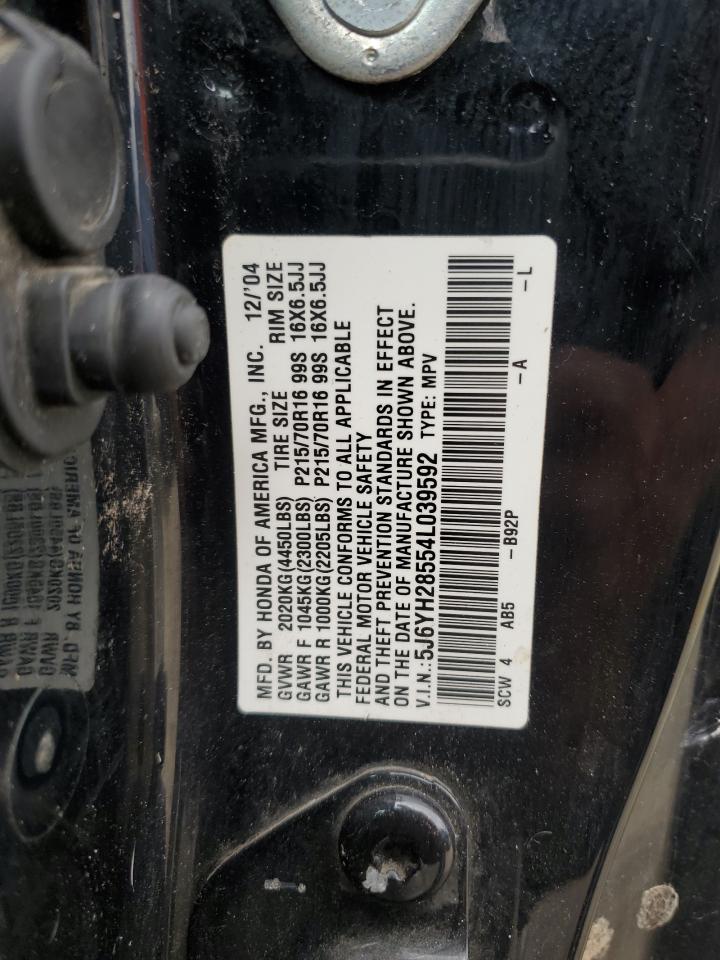 MFD. BY HONDA OF AMERICA MFG., INC. 12/'04
GVWR 2020KG(4450LBS) TIRE SIZE RIM SIZE
GAWR F 1045KG(2300LBS) P215/70R16 99S 16X6.5JJ
GAWR R 1000KG(2205LBS) P215/70R16 99S 16X6.5JJ
THIS VEHICLE CONFORMS TO ALL APPLICABLE
FEDERAL MOTOR VEHICLE SAFETY
AND THEFT PREVENTION STANDARDS IN EFFECT
ON THE DATE OF MANUFACTURE SHOWN ABOVE.
V.I.N.:5J6YH28554L039592 TYPE: MPV
SCW 4 AB5 -B92P -A -L